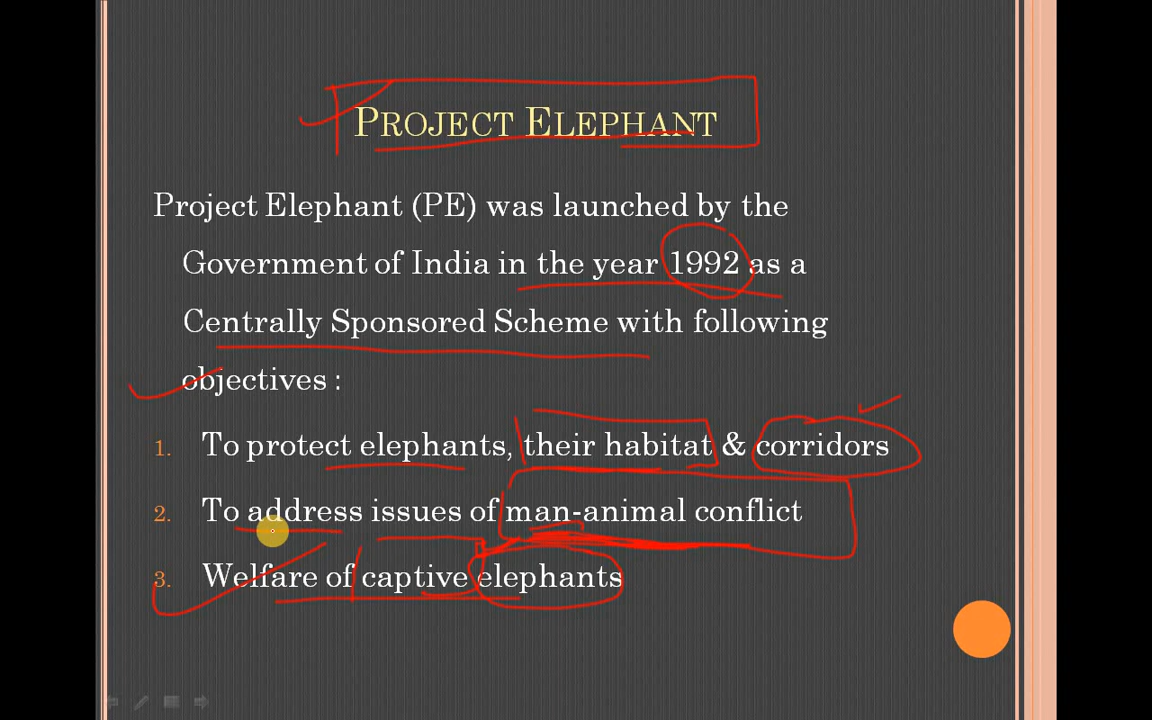 PROJECT ELEPHANT
Project Elephant (PE) was launched by the
Government of India in the year 1992 as a
Centrally Sponsored Scheme with following
objectives :
1. To protect elephants, their habitat & corridors
2. To address issues of man-animal conflict
3. Welfare of captive elephants